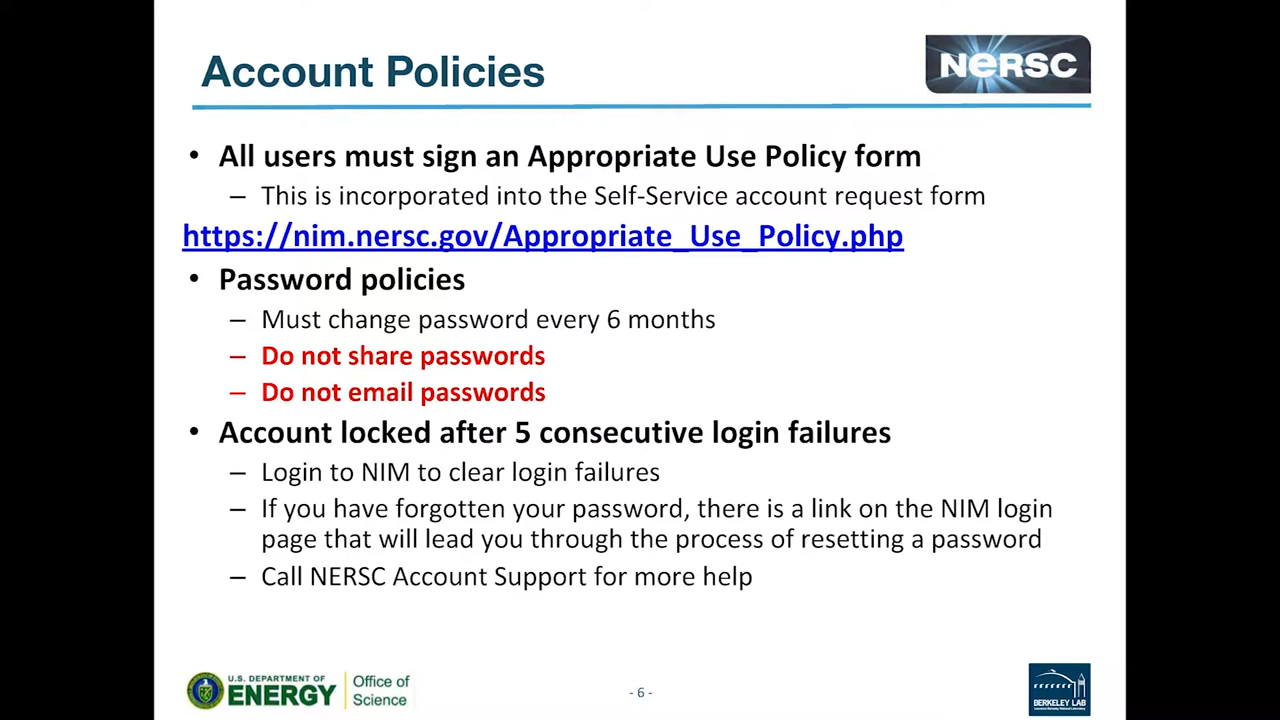 Account Policies
NERSC
• All users must sign an Appropriate Use Policy form
– This is incorporated into the Self-Service account request form
https://nim.nersc.gov/Appropriate_Use_Policy.php
• Password policies
– Must change password every 6 months
– Do not share passwords
– Do not email passwords
• Account locked after 5 consecutive login failures
– Login to NIM to clear login failures
– If you have forgotten your password, there is a link on the NIM login
page that will lead you through the process of resetting a password
– Call NERSC Account Support for more help
U.S. DEPARTMENT OF
ENERGY
Office of
Science
- 6 -
BERKELEY LAB